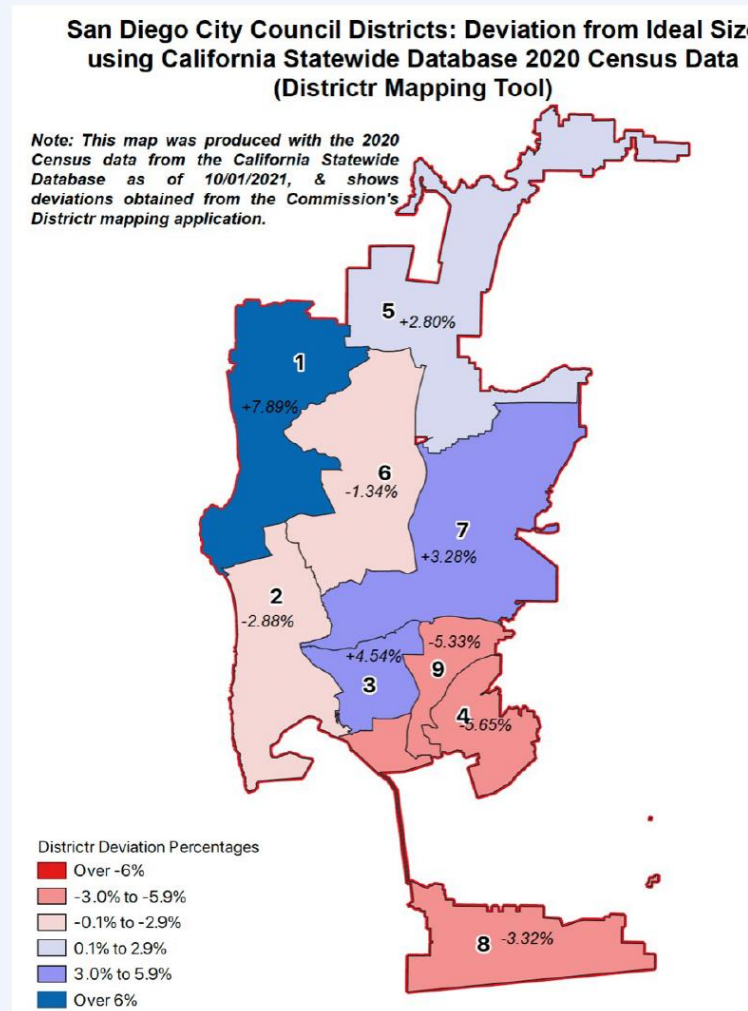 San Diego City Council Districts: Deviation from Ideal Size
using California Statewide Database 2020 Census Data
(Districtr Mapping Tool)
Note: This map was produced with the 2020
Census data from the California Statewide
Database as of 10/01/2021, & shows
deviations obtained from the Commission's
Districtr mapping application.
5
+2.80%
1
+7.89%
6
-1.34%
7
+3.28%
2
-2.88%
+4.54%
3
-5.33%
9
4
-5.65%
8 -3.32%
Districtr Deviation Percentages
Over -6%
-3.0% to -5.9%
-0.1% to -2.9%
0.1% to 2.9%
3.0% to 5.9%
Over 6%